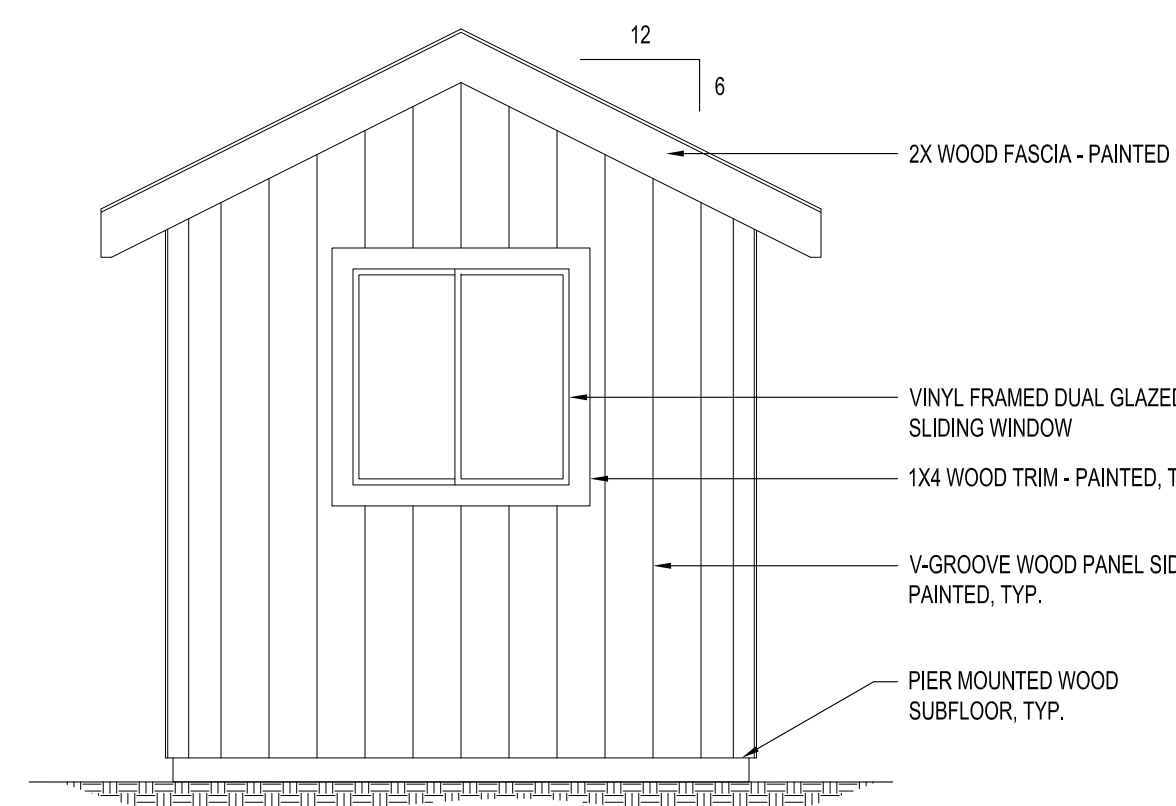 12
6
2X WOOD FASCIA - PAINTED
VINYL FRAMED DUAL GLAZED
SLIDING WINDOW
1X4 WOOD TRIM - PAINTED, T
V-GROOVE WOOD PANEL SID
PAINTED, TYP.
PIER MOUNTED WOOD
SUBFLOOR, TYP.